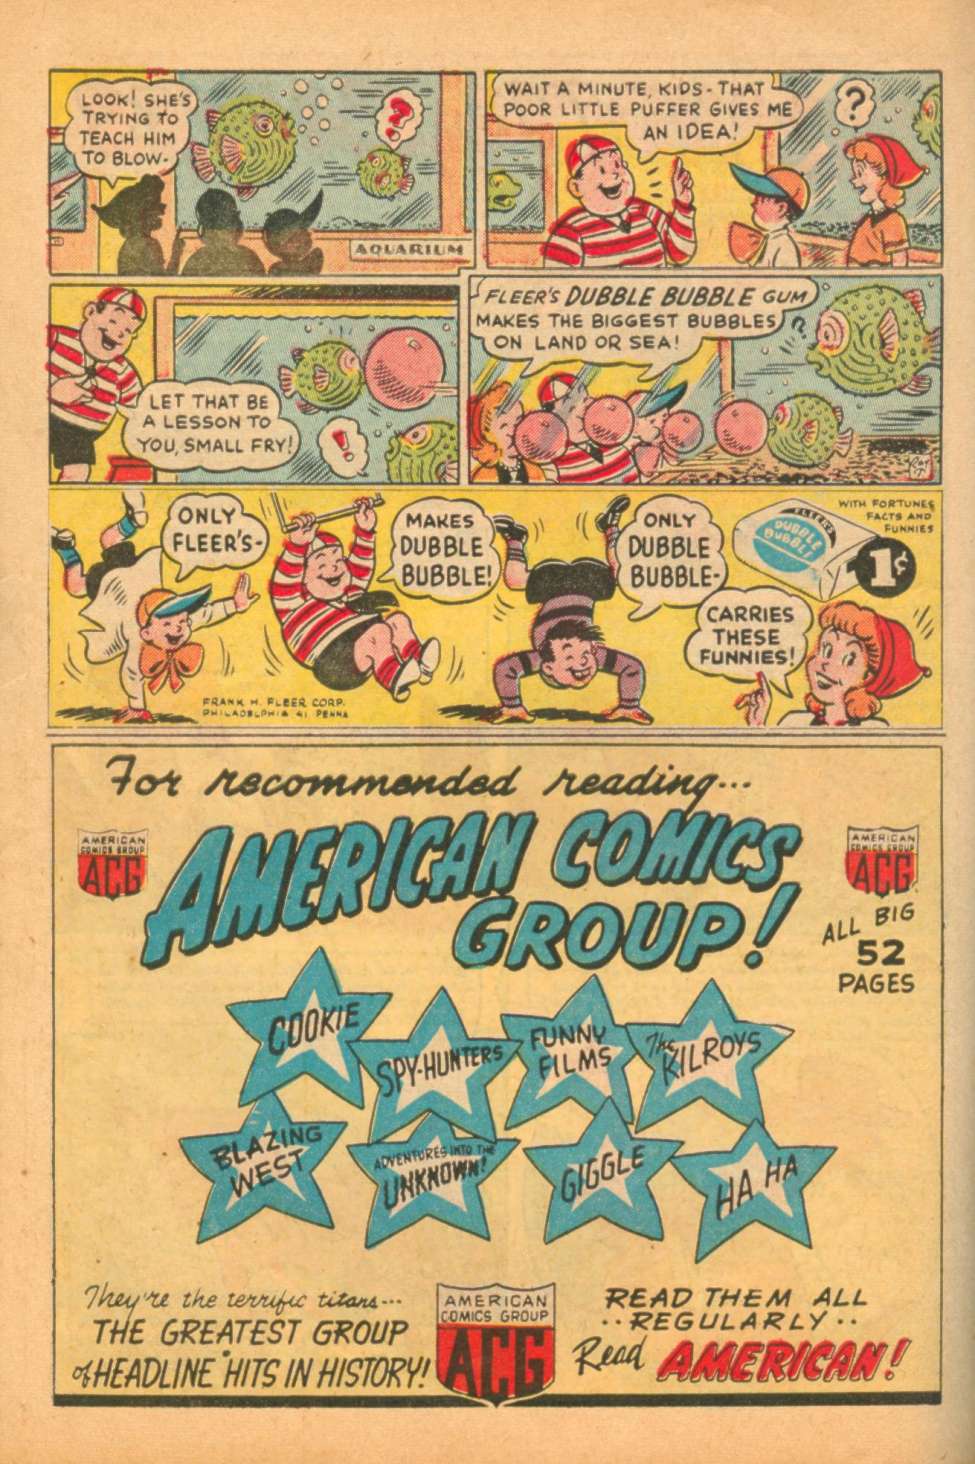 LOOK! SHE'S
TRYING TO
TEACH HIM
TO BLOW-
?
AQUARIUM
WAIT A MINUTE, KIDS - THAT
POOR LITTLE PUFFER GIVES ME
AN IDEA!
?
LET THAT BE
A LESSON TO
YOU, SMALL FRY!
!
FLEER'S DUBBLE BUBBLE GUM
MAKES THE BIGGEST BUBBLES
ON LAND OR SEA!
?
ONLY
FLEER'S-
MAKES
DUBBLE
BUBBLE!
ONLY
DUBBLE
BUBBLE-
FLEER'S
DUBBLE
BUBBLE
WITH FORTUNES
FACTS AND
FUNNIES
1¢
CARRIES
THESE
FUNNIES!
FRANK H. FLEER CORP.
PHILADELPHIA 41 PENNA
For recommended reading...
AMERICAN COMICS
GROUP!
AMERICAN
COMICS GROUP
ACG
AMERICAN
COMICS GROUP
ACG
ALL BIG
52
PAGES
COOKIE
SPY-HUNTERS
FUNNY
FILMS
The
KILROYS
BLAZING
WEST
ADVENTURES INTO THE
UNKNOWN!
GIGGLE
HA HA
They're the terrific titans...
THE GREATEST GROUP
of HEADLINE HITS IN HISTORY!
AMERICAN
COMICS GROUP
ACG
READ THEM ALL
..REGULARLY..
Read AMERICAN!